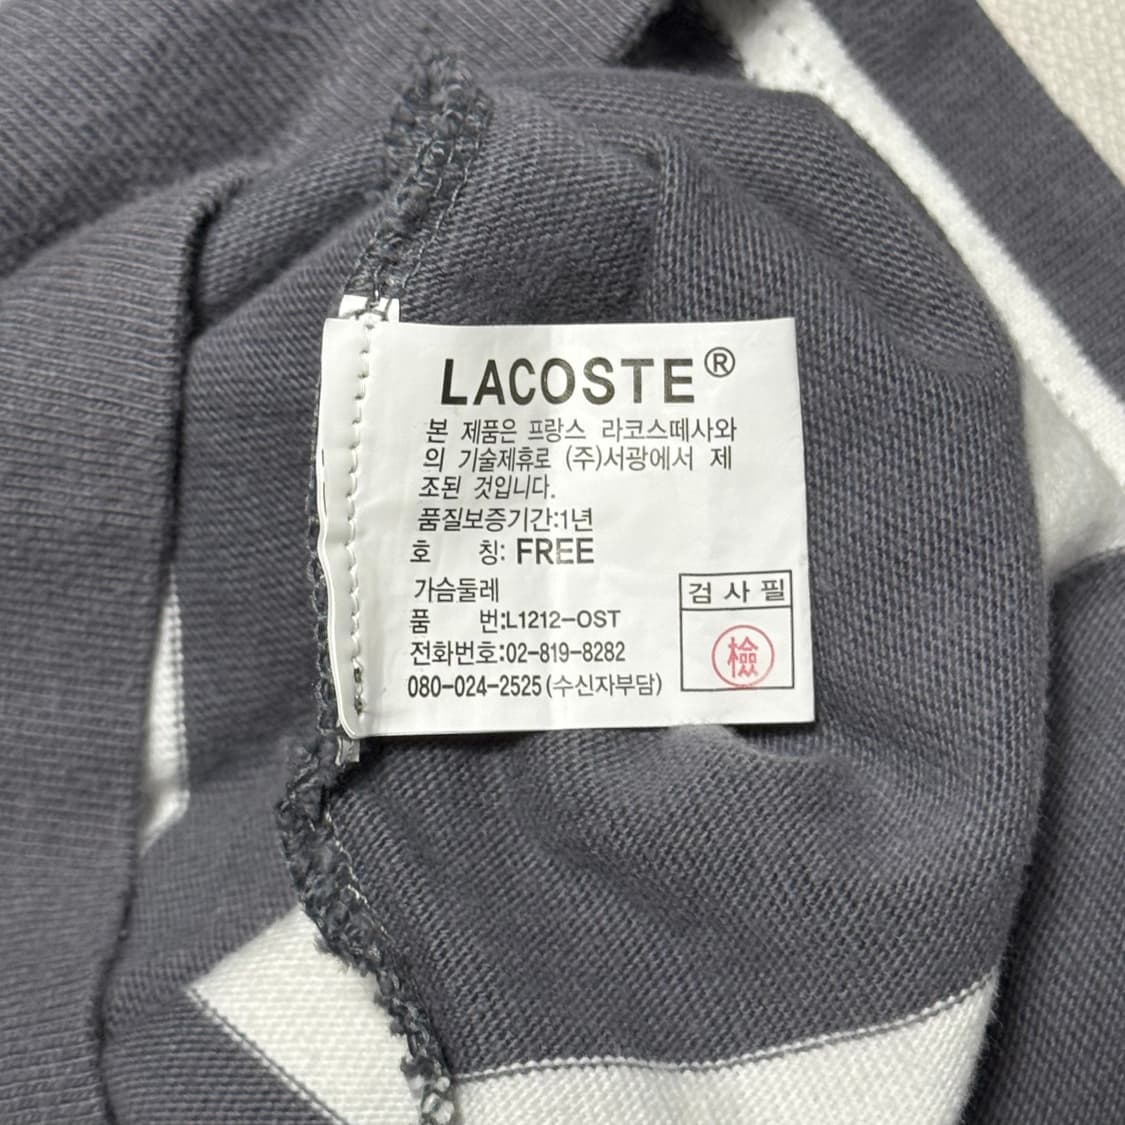 LACOSTE®
본 제품은 프랑스 라코스떼사와
의 기술제휴로 (주)서광에서 제
조된 것입니다.
품질보증기간:1년
호 칭: FREE
가슴둘레
품 번:L1212-OST
전화번호:02-819-8282
080-024-2525(수신자부담)
검사필
檢